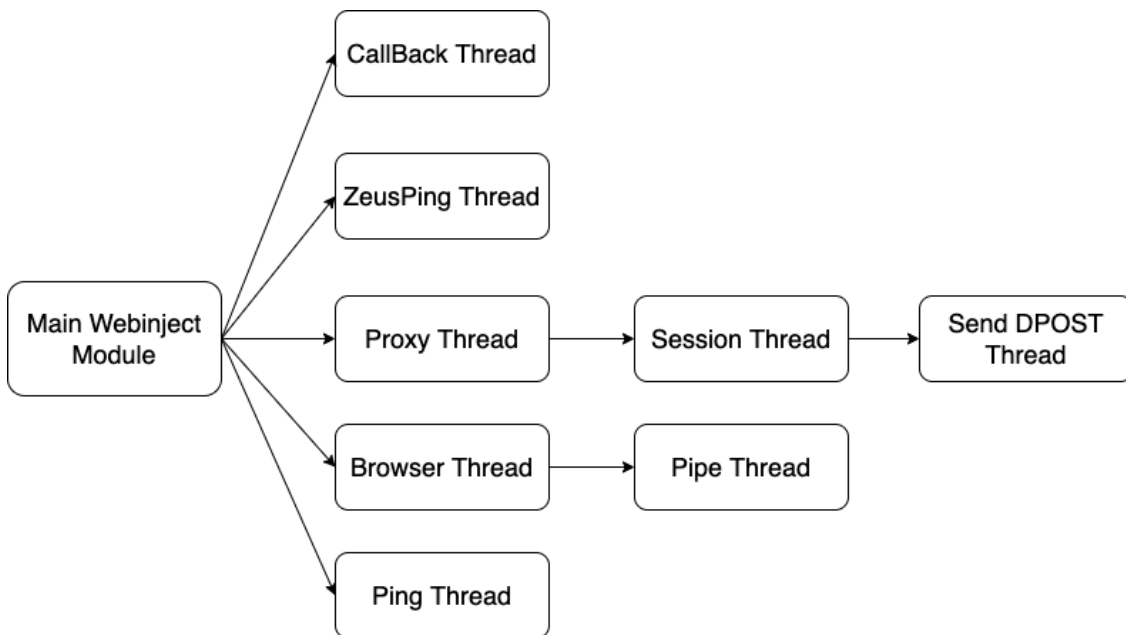 CallBack Thread
ZeusPing Thread
Main Webinject
Module
Proxy Thread
Session Thread
Send DPOST
Thread
Browser Thread
Pipe Thread
Ping Thread